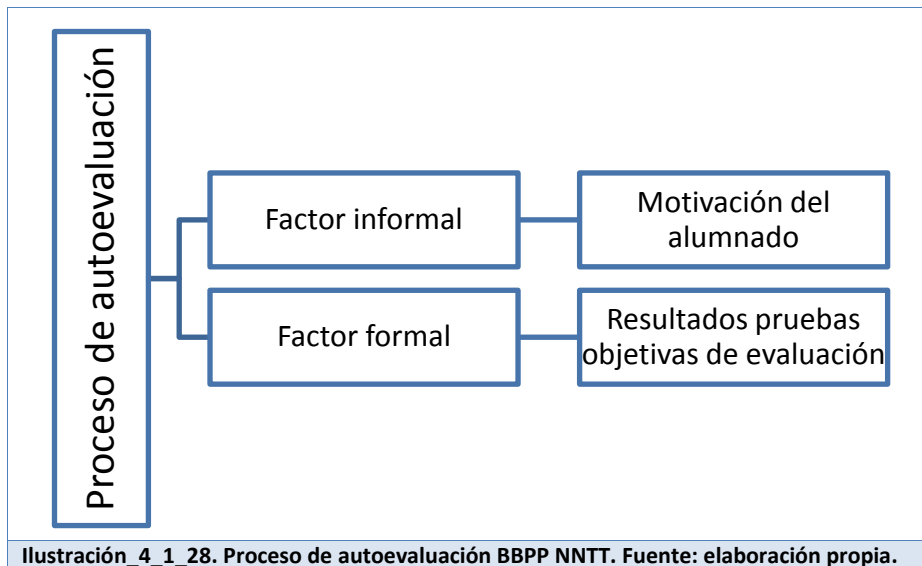 Proceso de autoevaluación
Factor informal
Motivación del
alumnado
Factor formal
Resultados pruebas
objetivas de evaluación
Ilustración_4_1_28. Proceso de autoevaluación BBPP NNTT. Fuente: elaboración propia.